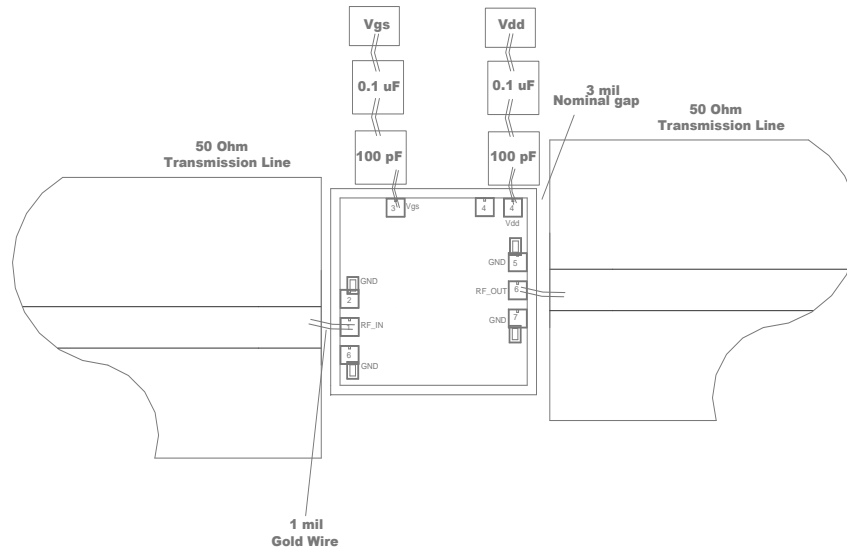 Vgs
Vdd
0.1 uF
0.1 uF
3 mil
Nominal gap
50 Ohm
Transmission Line
50 Ohm
Transmission Line
100 pF
100 pF
3
Vgs
4
4
Vdd
GND
5
GND
2
RF_OUT
6
1
RF_IN
GND
7
6
GND
1 mil
Gold Wire